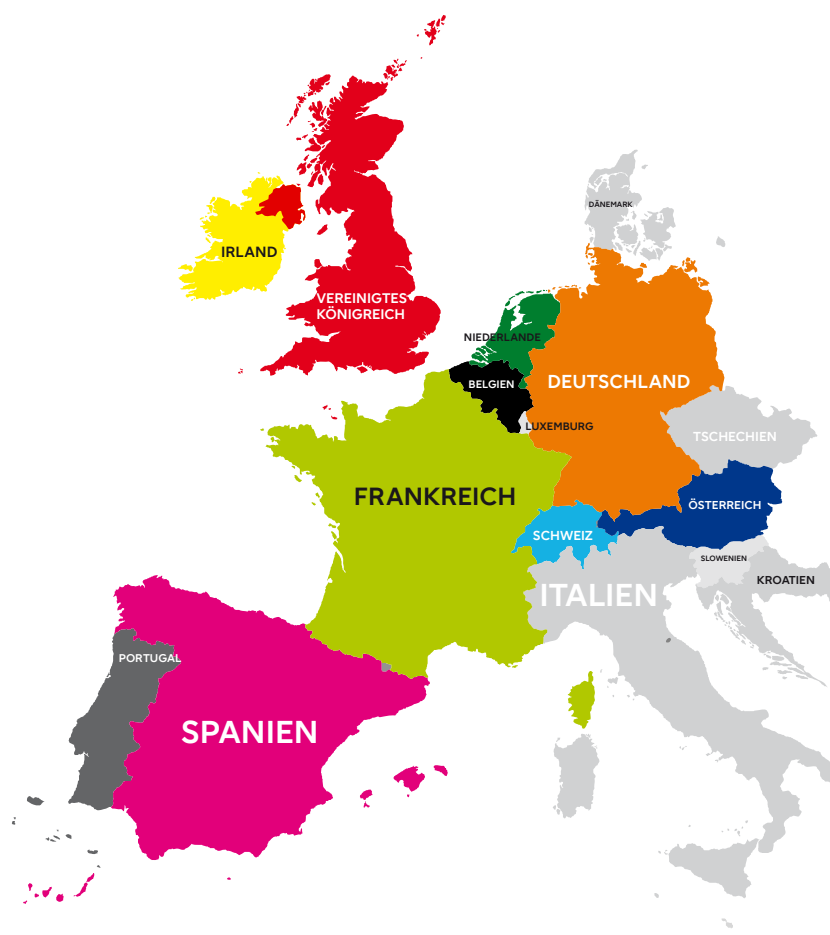 DÄNEMARK
IRLAND
VEREINIGTES
KÖNIGREICH
NIEDERLANDE
BELGIEN
DEUTSCHLAND
LUXEMBURG
TSCHECHIEN
FRANKREICH
ÖSTERREICH
SCHWEIZ
SLOWENIEN
KROATIEN
ITALIEN
PORTUGAL
SPANIEN